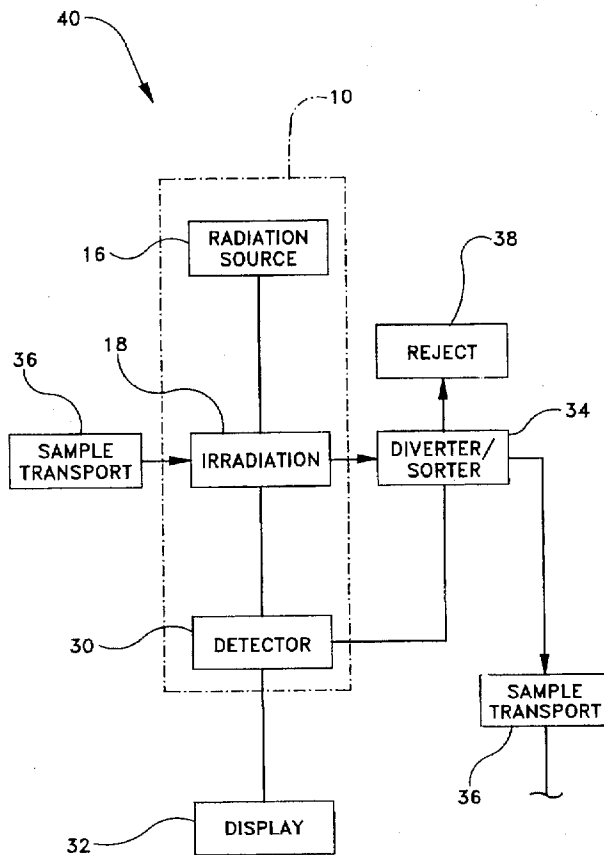 40
10
16
RADIATION
SOURCE
38
REJECT
18
36
34
SAMPLE
TRANSPORT
IRRADIATION
DIVERTER/
SORTER
30
DETECTOR
SAMPLE
TRANSPORT
36
32
DISPLAY